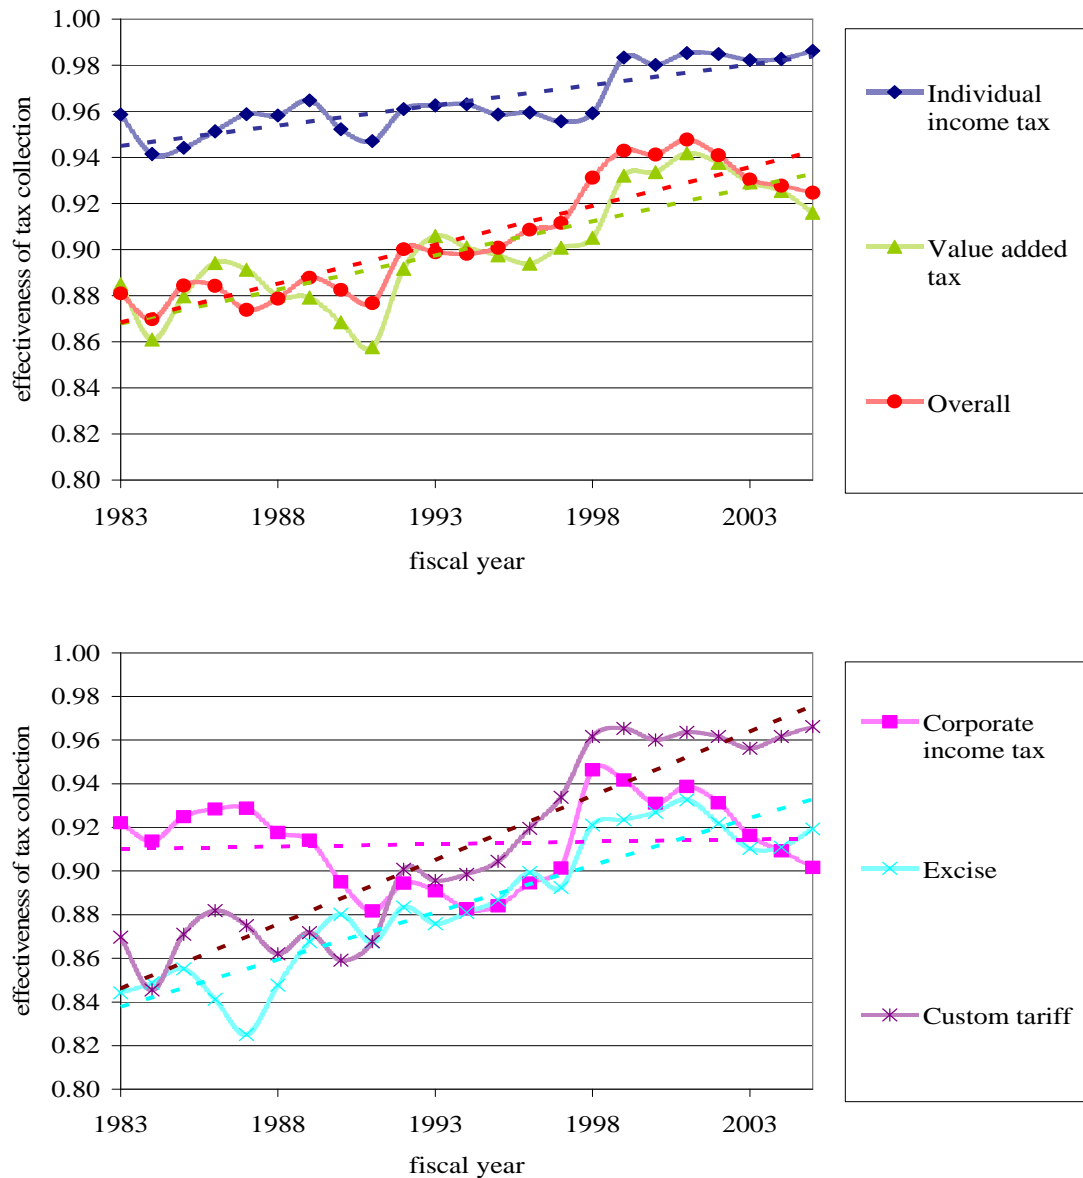 effectiveness of tax collection
1.00
0.98
0.96
0.94
0.92
0.90
0.88
0.86
0.84
0.82
0.80
1983
1988
1993
1998
2003
fiscal year
Individual
income tax
Value added
tax
Overall
effectiveness of tax collection
1.00
0.98
0.96
0.94
0.92
0.90
0.88
0.86
0.84
0.82
0.80
1983
1988
1993
1998
2003
fiscal year
Corporate
income tax
Excise
Custom tariff